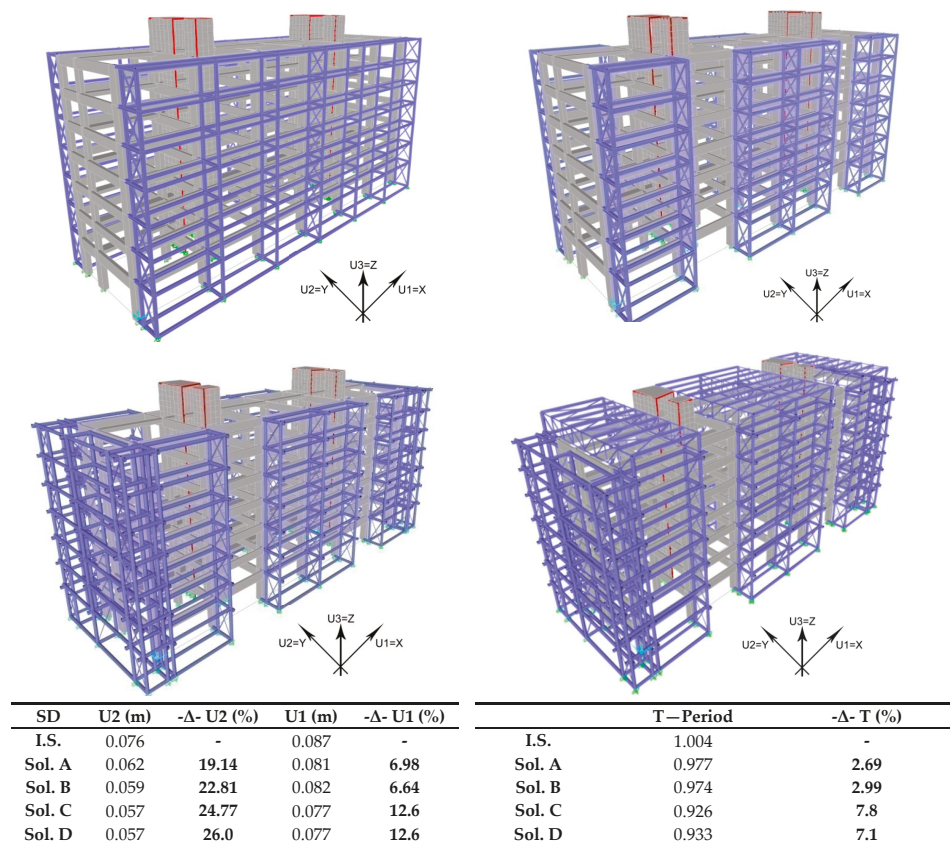 U3=Z
U2=Y U1=X
U3=Z
U2=Y U1=X
U3=Z
U2=Y U1=X
U3=Z
U2=Y U1=X
SD U2 (m) -Δ- U2 (%) U1 (m) -Δ- U1 (%)
I.S. 0.076 - 0.087 -
Sol. A 0.062 19.14 0.081 6.98
Sol. B 0.059 22.81 0.082 6.64
Sol. C 0.057 24.77 0.077 12.6
Sol. D 0.057 26.0 0.077 12.6
T—Period -Δ- T (%)
I.S. 1.004 -
Sol. A 0.977 2.69
Sol. B 0.974 2.99
Sol. C 0.926 7.8
Sol. D 0.933 7.1